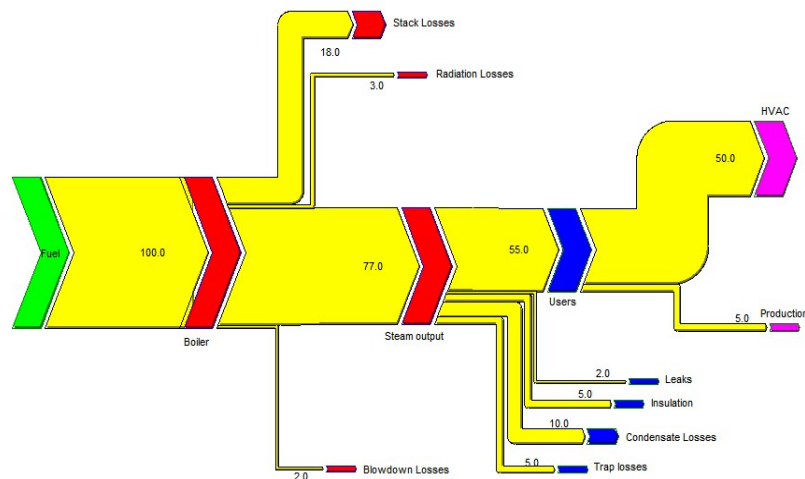 Stack Losses
18.0
Radiation Losses
3.0
HVAC
50.0
Fuel
100.0
77.0
55.0
Boiler
Steam output
Users
Production
5.0
2.0
Leaks
5.0
Insulation
10.0
Condensate Losses
5.0
Trap losses
2.0
Blowdown Losses